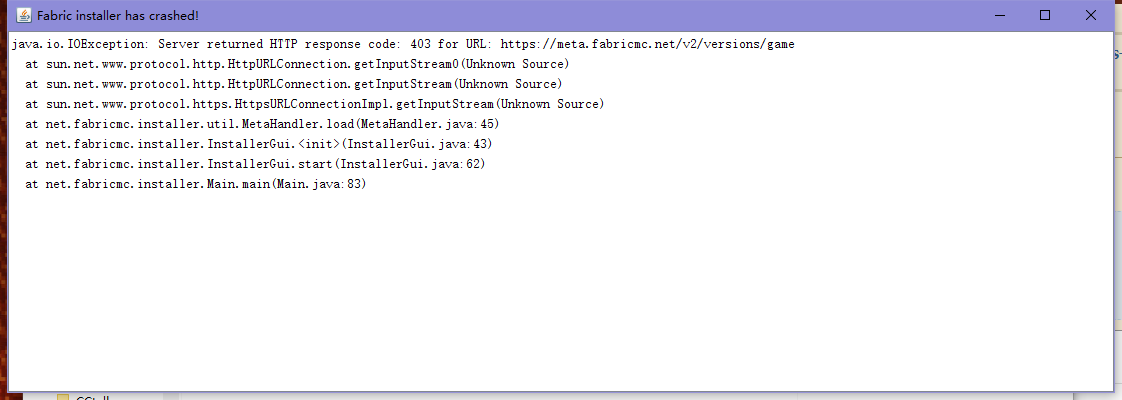 Fabric installer has crashed!
java.io.IOException: Server returned HTTP response code: 403 for URL: https://meta.fabricmc.net/v2/versions/game
at sun.net.www.protocol.http.HttpURLConnection.getInputStream0(Unknown Source)
at sun.net.www.protocol.http.HttpURLConnection.getInputStream(Unknown Source)
at sun.net.www.protocol.https.HttpsURLConnectionImpl.getInputStream(Unknown Source)
at net.fabricmc.installer.util.MetaHandler.load(MetaHandler.java:45)
at net.fabricmc.installer.InstallerGui.<init>(InstallerGui.java:43)
at net.fabricmc.installer.InstallerGui.start(InstallerGui.java:62)
at net.fabricmc.installer.Main.main(Main.java:83)